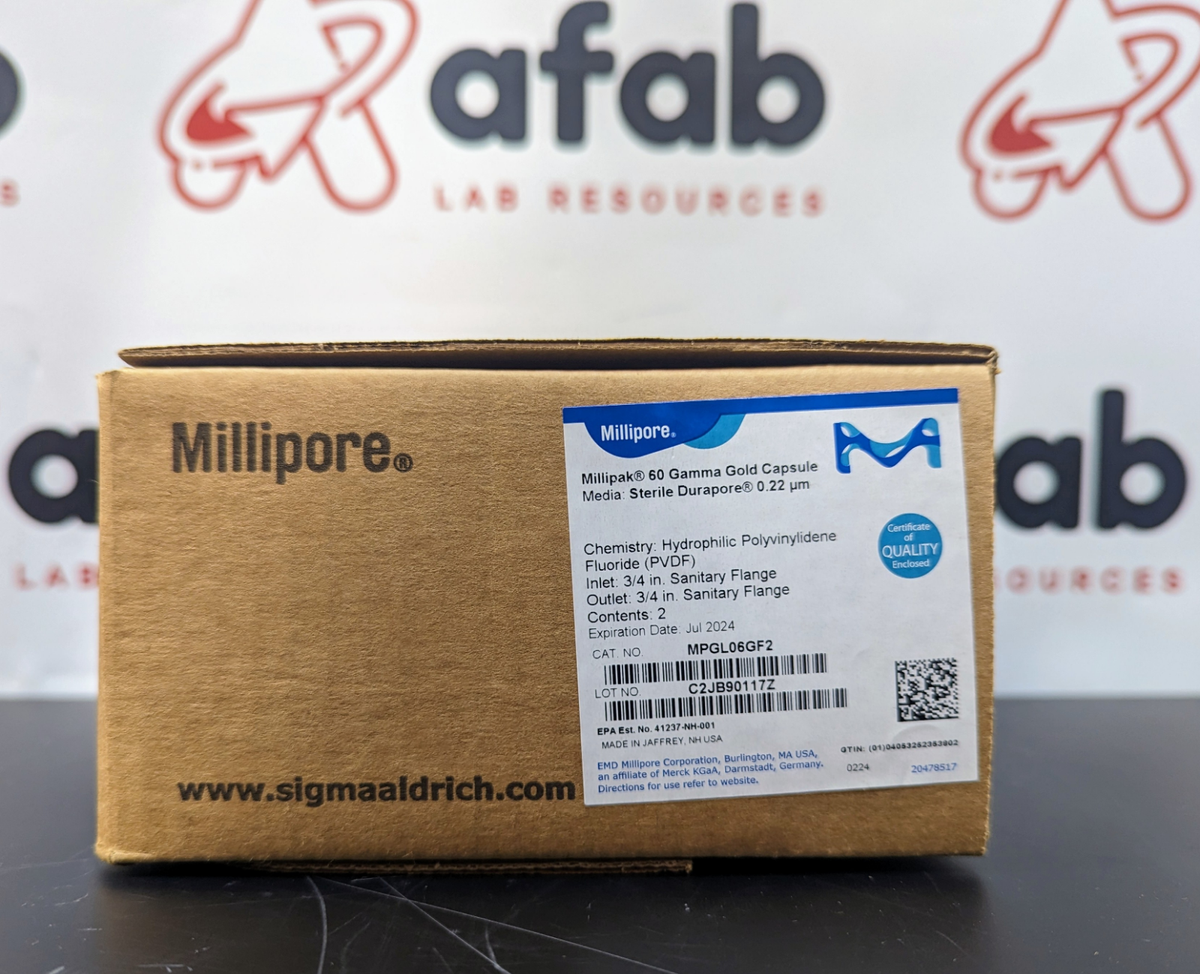 afab
LAB RESOURCES
Millipore®
www.sigmaaldrich.com
Millipore®
Millipak® 60 Gamma Gold Capsule
Media: Sterile Durapore® 0.22 µm
Certificate
of
QUALITY
Enclosed
Chemistry: Hydrophilic Polyvinylidene
Fluoride (PVDF)
Inlet: 3/4 in. Sanitary Flange
Outlet: 3/4 in. Sanitary Flange
Contents: 2
Expiration Date: Jul 2024
CAT. NO. MPGL06GF2
LOT NO. C2JB90117Z
EPA Est. No. 41237-NH-001
MADE IN JAFFREY, NH USA
EMD Millipore Corporation, Burlington, MA USA,
an affiliate of Merck KGaA, Darmstadt, Germany.
Directions for use refer to website.
GTIN:
0224 20478517
ab
LAB
OURCES
S